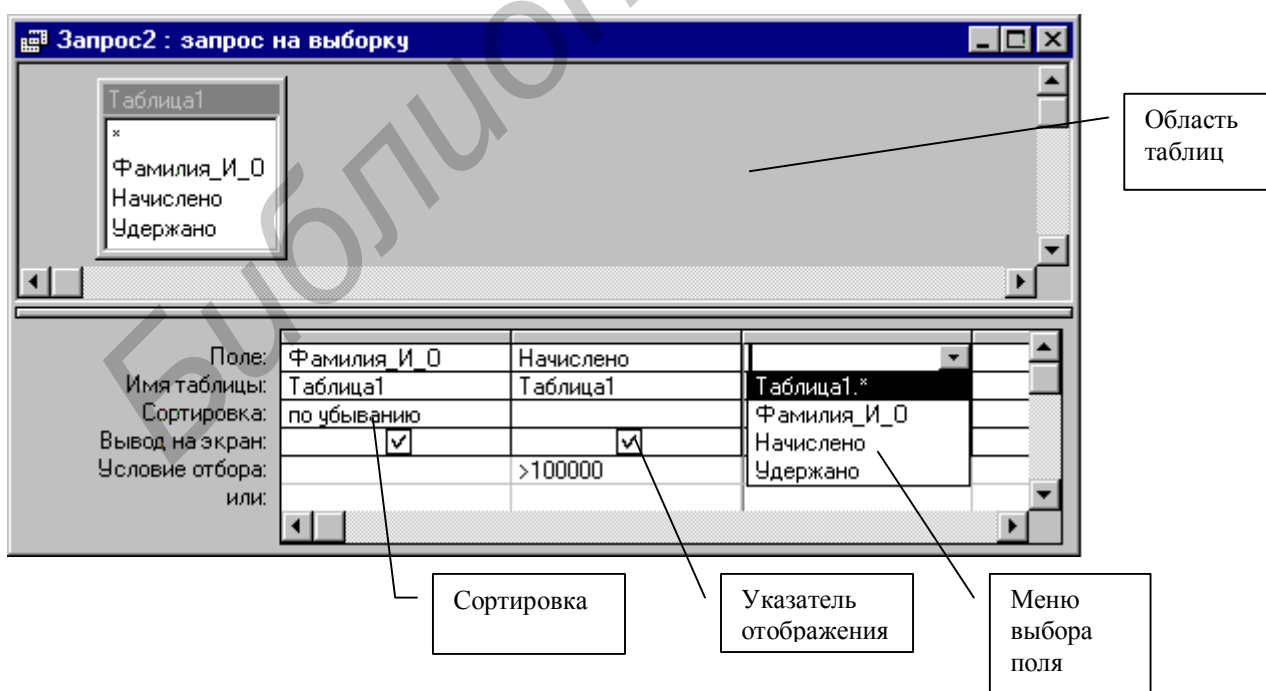 Запрос2 : запрос на выборку
Таблица1
*
Фамилия_И_О
Начислено
Удержано
Область
таблиц
Поле: Фамилия_И_О Начислено
Имя таблицы: Таблица1 Таблица1 Таблица1.*
Сортировка: по убыванию Фамилия_И_О
Вывод на экран: Начислено
Условие отбора: >100000 Удержано
или:
Сортировка
Указатель
отображения
Меню
выбора
поля